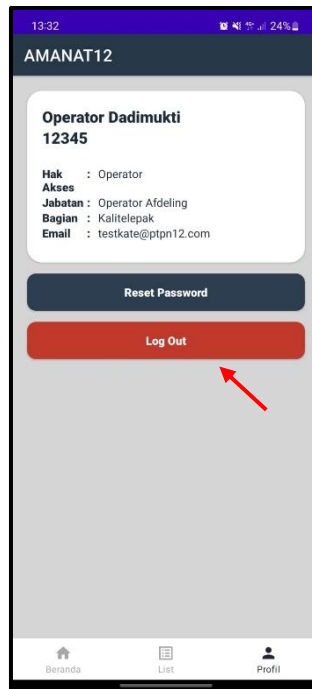 13:32 24%
AMANAT12
Operator Dadimukti
12345
Hak Akses : Operator
Jabatan : Operator Afdeling
Bagian : Kalitelepak
Email : testkate@ptpn12.com
Reset Password
Log Out
Beranda List Profil